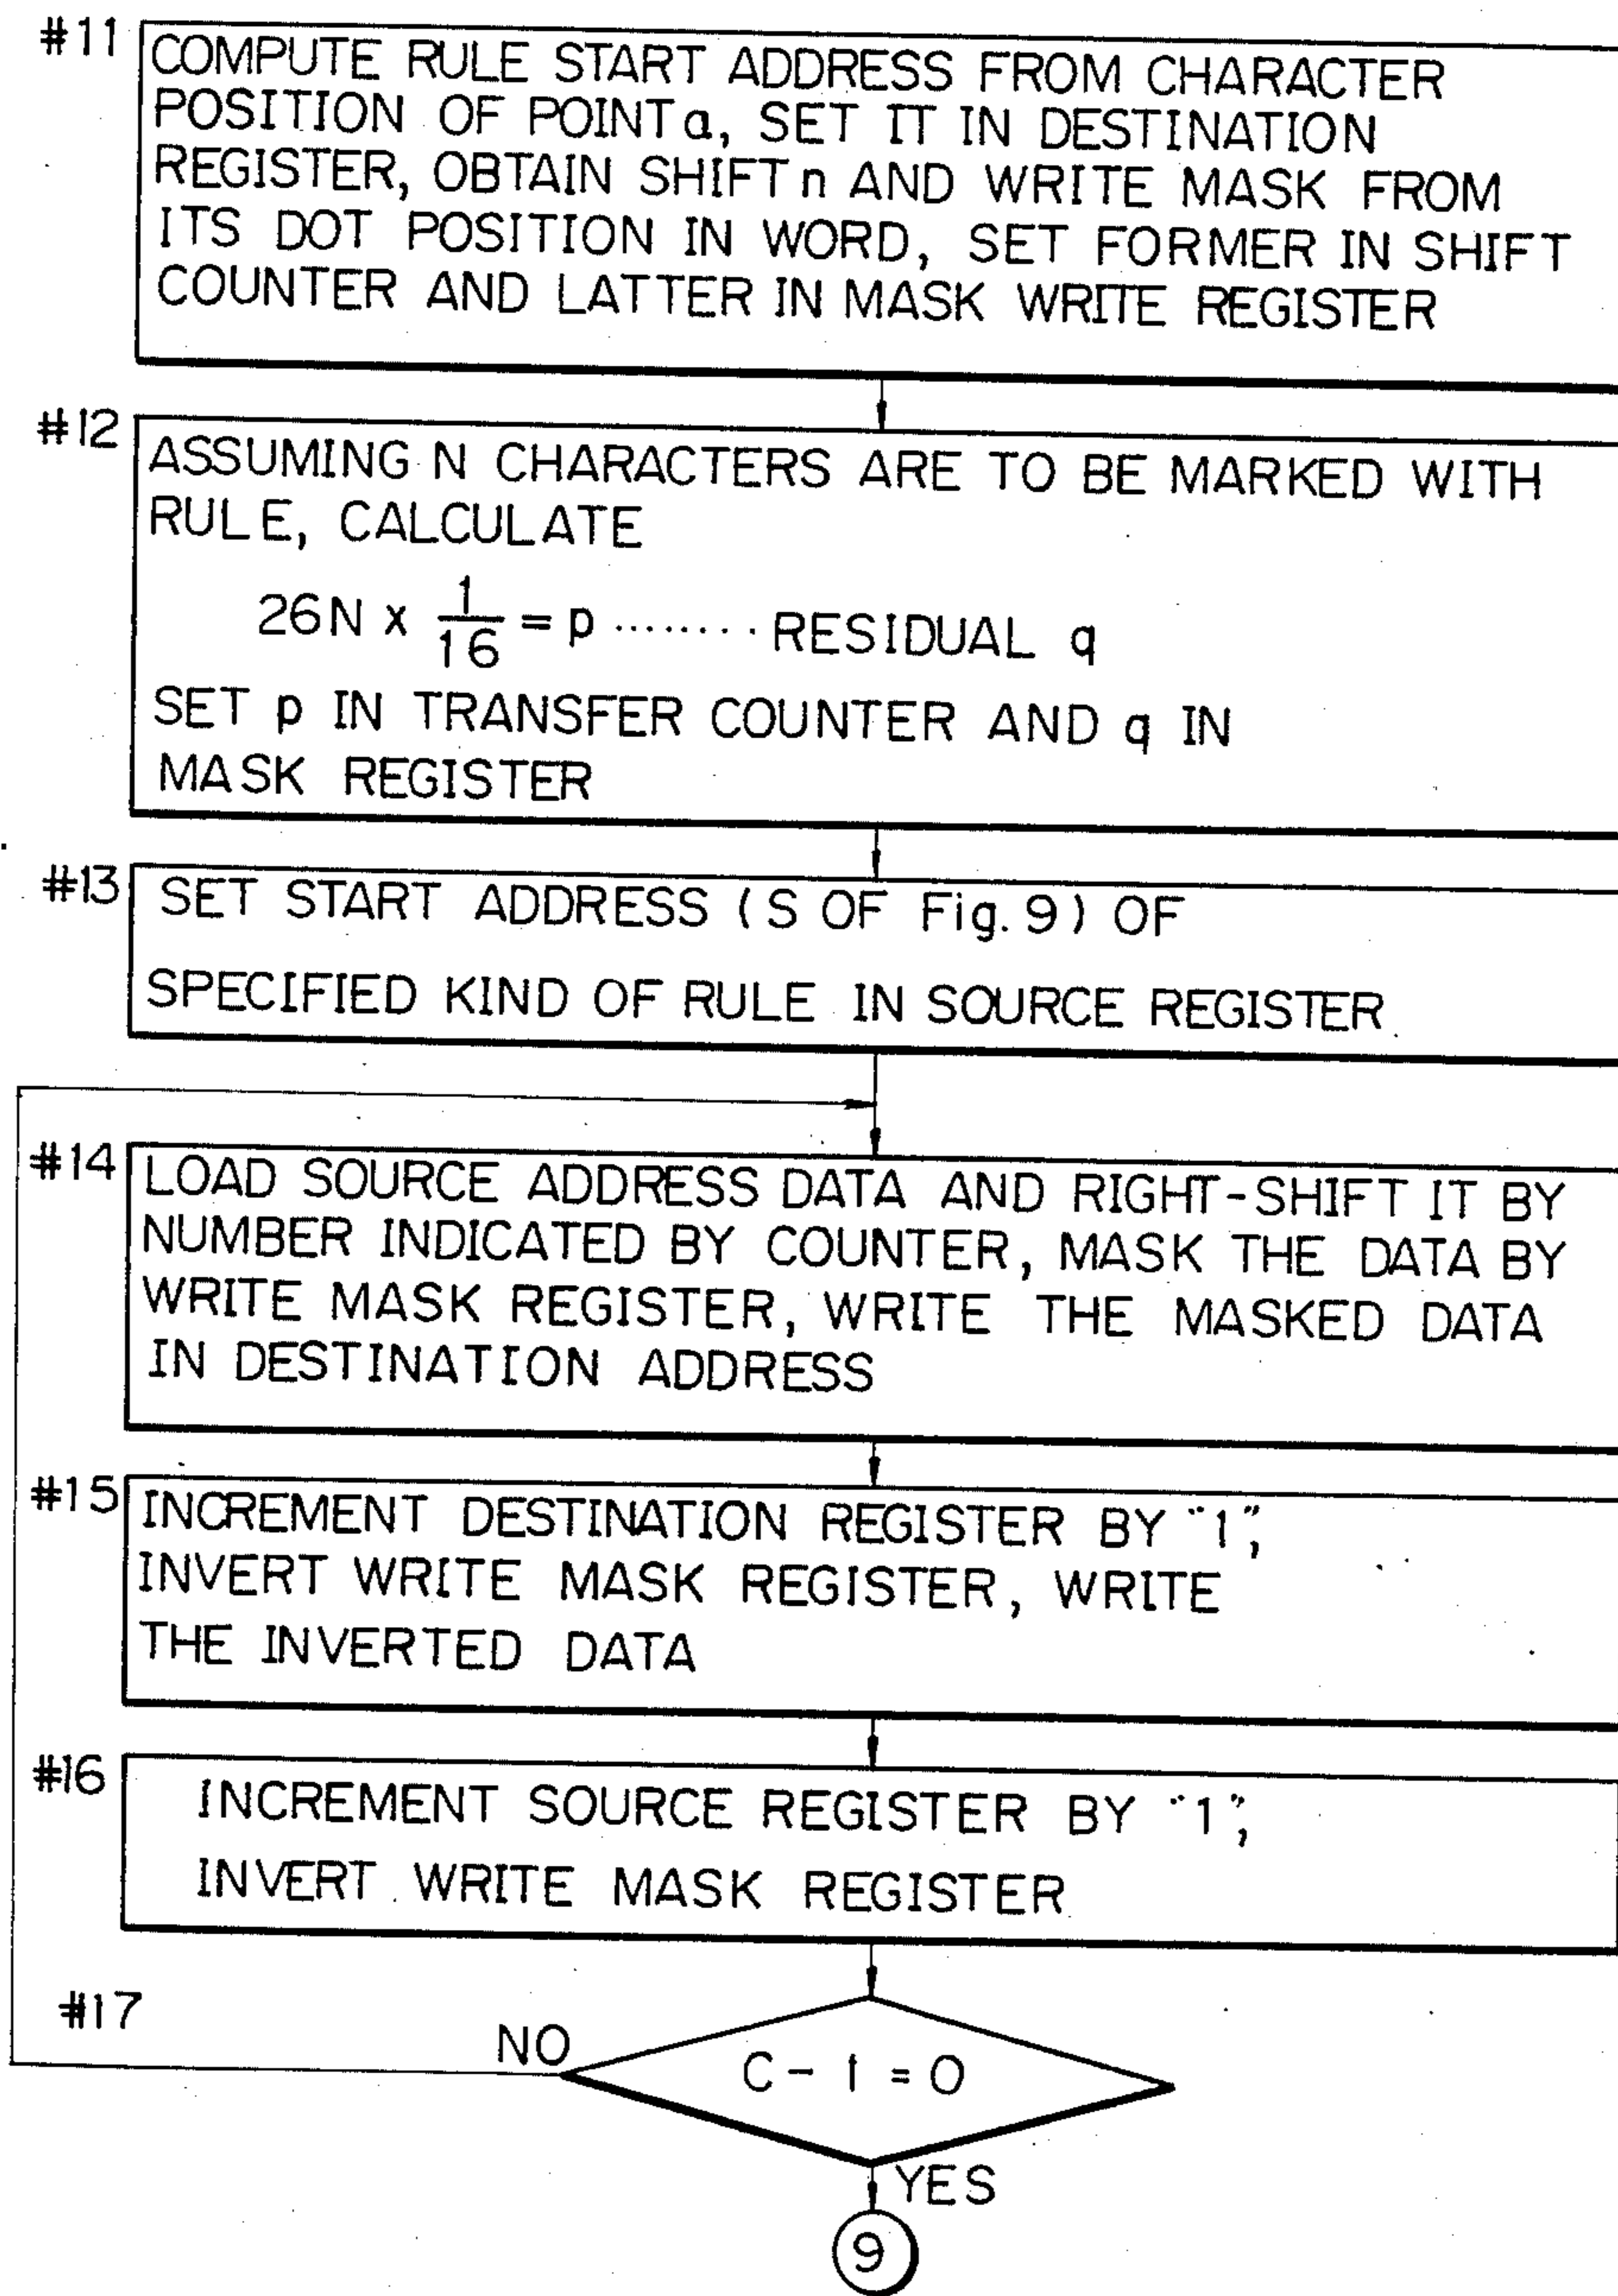 #11
COMPUTE RULE START ADDRESS FROM CHARACTER
POSITION OF POINT a, SET IT IN DESTINATION
REGISTER, OBTAIN SHIFT n AND WRITE MASK FROM
ITS DOT POSITION IN WORD, SET FORMER IN SHIFT
COUNTER AND LATTER IN MASK WRITE REGISTER
#12
ASSUMING N CHARACTERS ARE TO BE MARKED WITH
RULE, CALCULATE
26N x 1/16 = p ........ RESIDUAL q
SET p IN TRANSFER COUNTER AND q IN
MASK REGISTER
#13
SET START ADDRESS (S OF Fig. 9) OF
SPECIFIED KIND OF RULE IN SOURCE REGISTER
#14
LOAD SOURCE ADDRESS DATA AND RIGHT-SHIFT IT BY
NUMBER INDICATED BY COUNTER, MASK THE DATA BY
WRITE MASK REGISTER, WRITE THE MASKED DATA
IN DESTINATION ADDRESS
#15
INCREMENT DESTINATION REGISTER BY "1",
INVERT WRITE MASK REGISTER, WRITE
THE INVERTED DATA
#16
INCREMENT SOURCE REGISTER BY "1",
INVERT WRITE MASK REGISTER
#17
NO
C - 1 = 0
YES
9